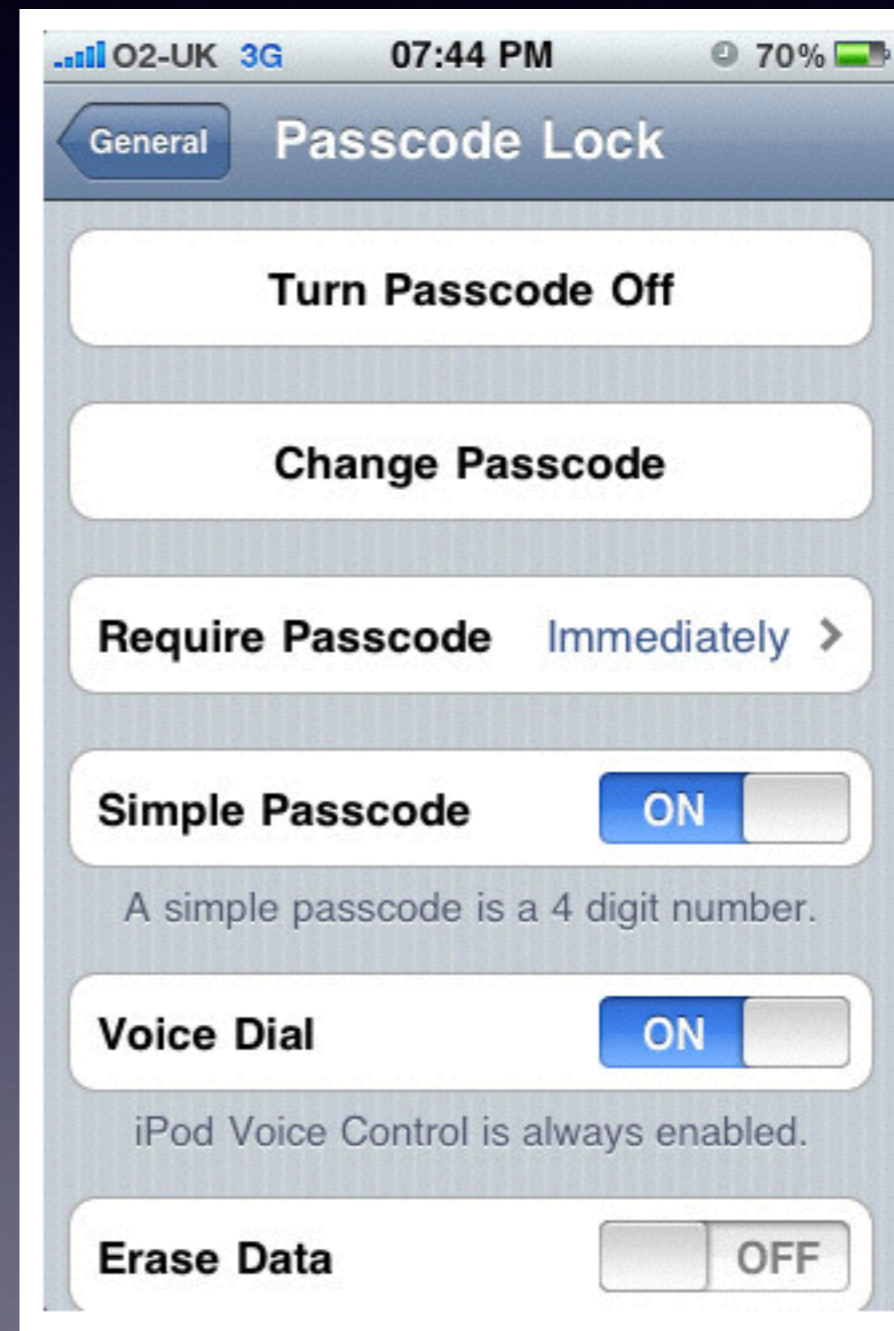 O2-UK 3G 07:44 PM 70%
General Passcode Lock
Turn Passcode Off
Change Passcode
Require Passcode Immediately
Simple Passcode ON
A simple passcode is a 4 digit number.
Voice Dial ON
iPod Voice Control is always enabled.
Erase Data OFF